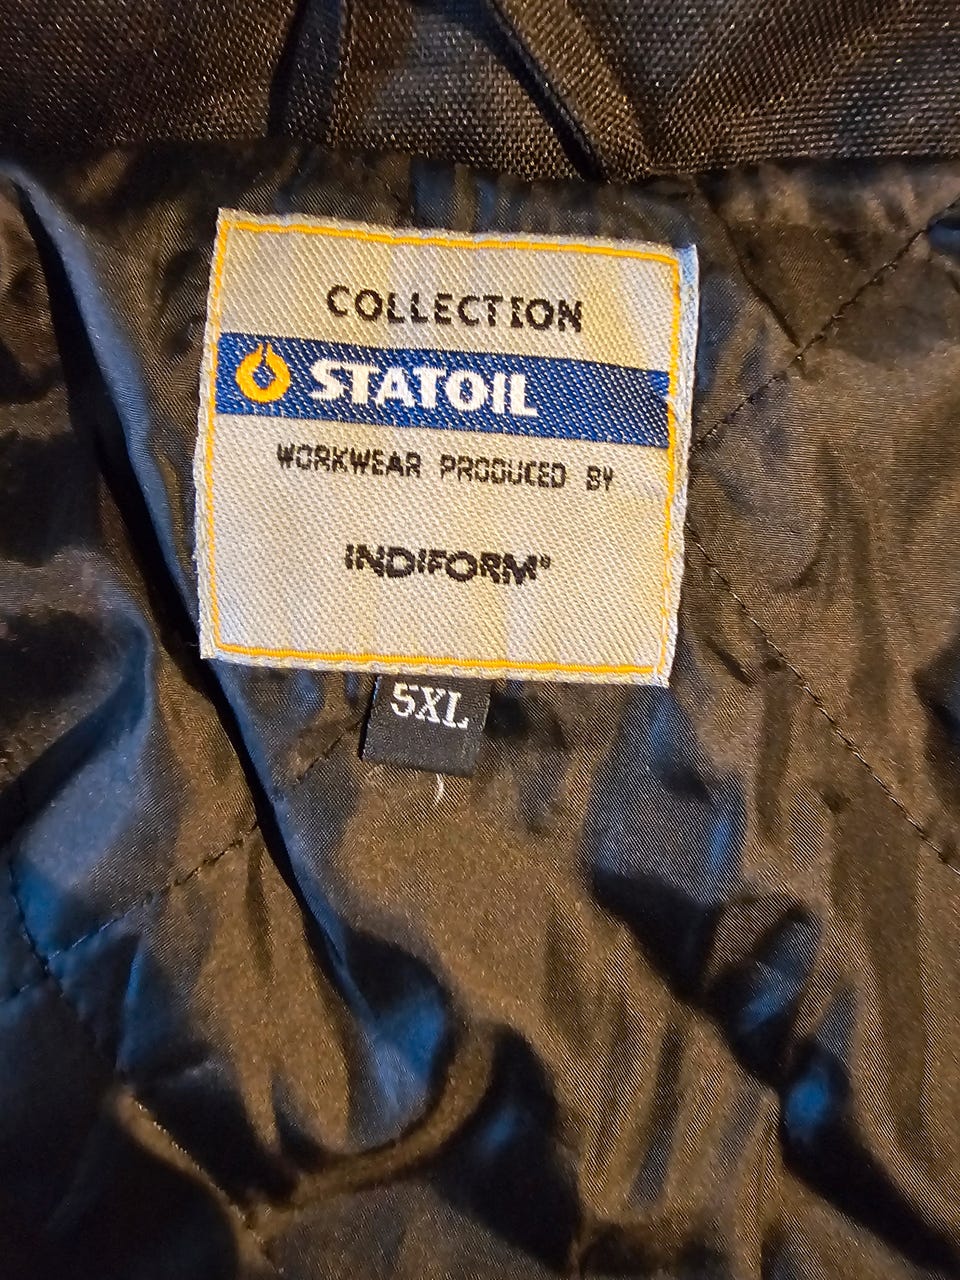 COLLECTION
STATOIL
WORKWEAR PRODUCED BY
INDIFORM®
5XL